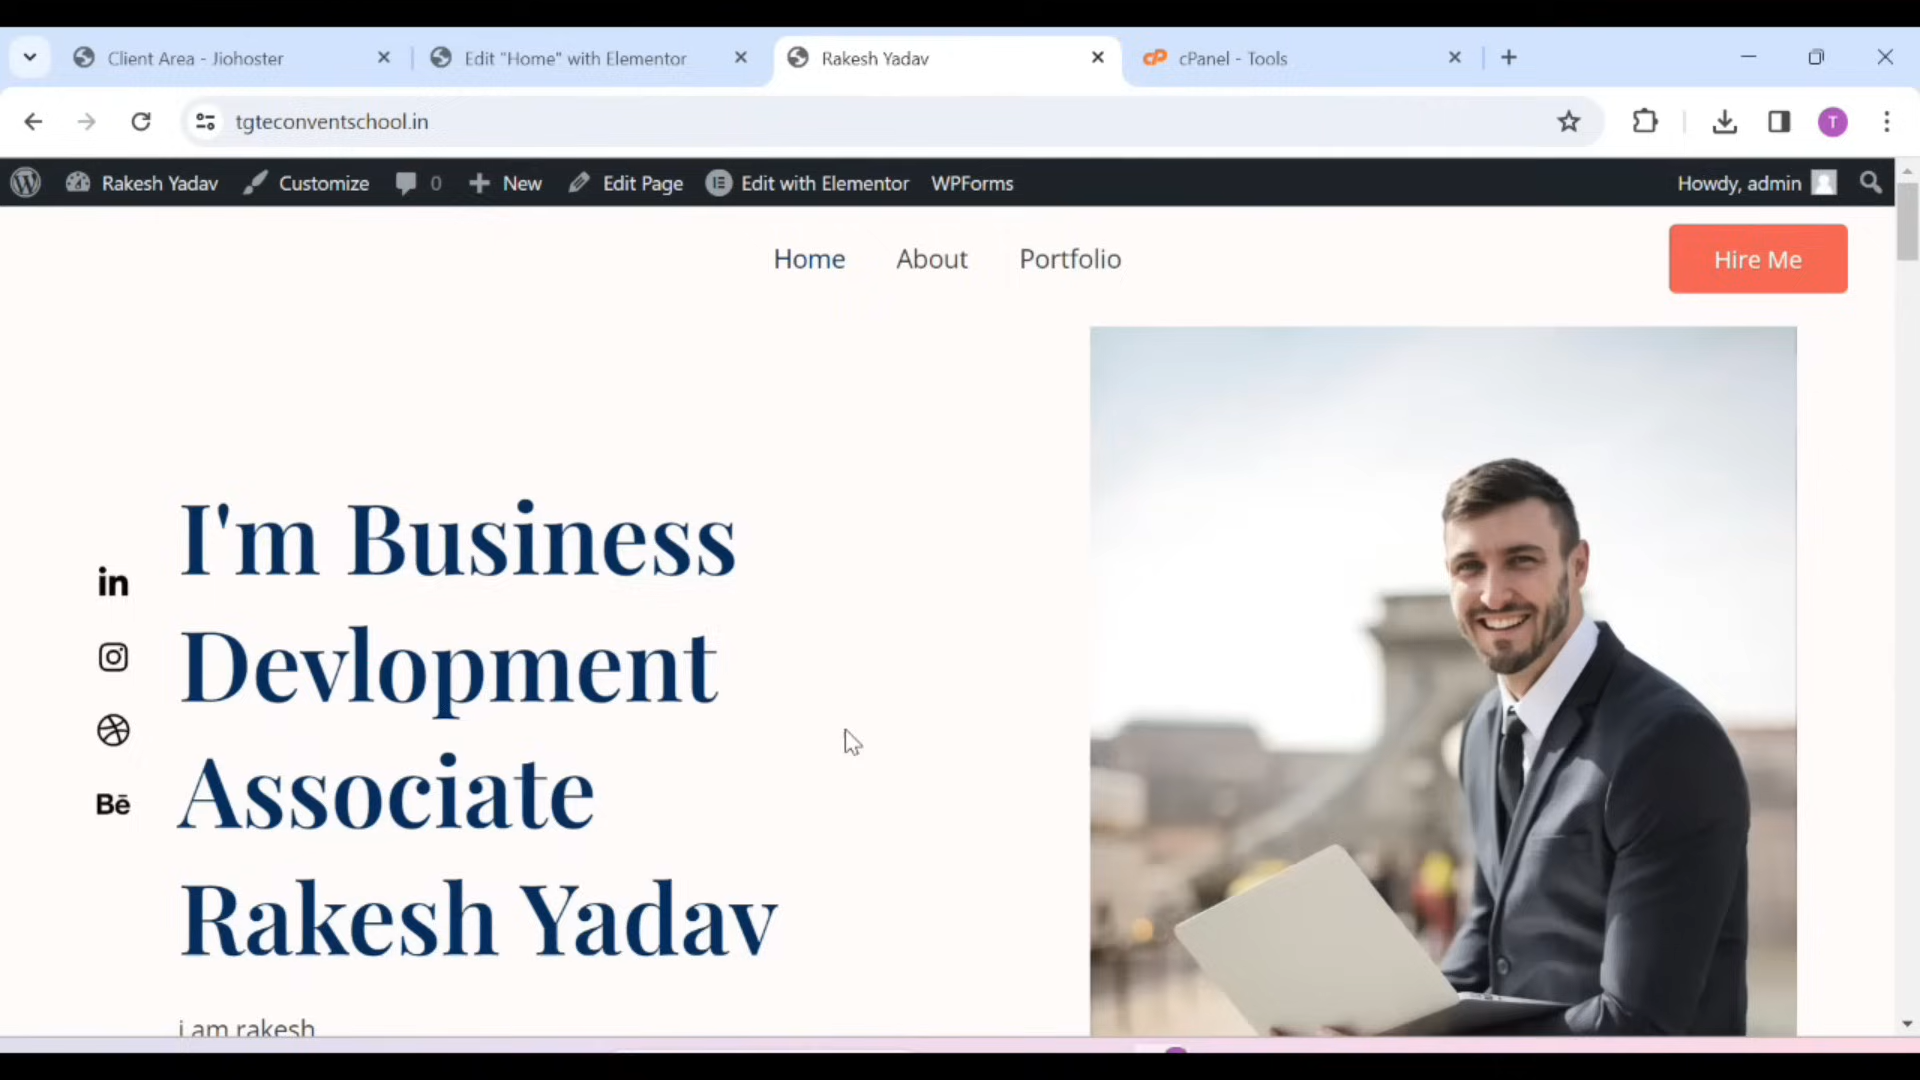 Client Area - Jiohoster
Edit "Home" with Elementor
Rakesh Yadav
cPanel - Tools
tgteconventschool.in
T
Rakesh Yadav
Customize
0
New
Edit Page
Edit with Elementor
WPForms
Howdy, admin
Home
About
Portfolio
Hire Me
in
Bē
I'm Business
Devlopment
Associate
Rakesh Yadav
i am rakesh